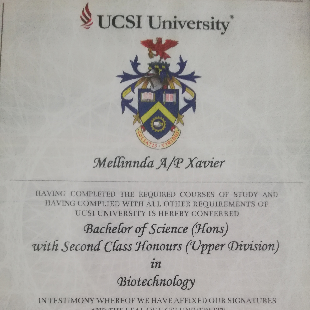 UCSI University
Mellinnda A/P Xavier
HAVING COMPLETED THE REQUIRED COURSES OF STUDY AND
HAVING COMPLIED WITH ALL OTHER REQUIREMENTS OF
UCSI UNIVERSITY IS HEREBY CONFERRED
Bachelor of Science (Hons)
with Second Class Honours (Upper Division)
in
Biotechnology
IN TESTIMONY WHEREOF WE HAVE AFFIXED OUR SIGNATURES